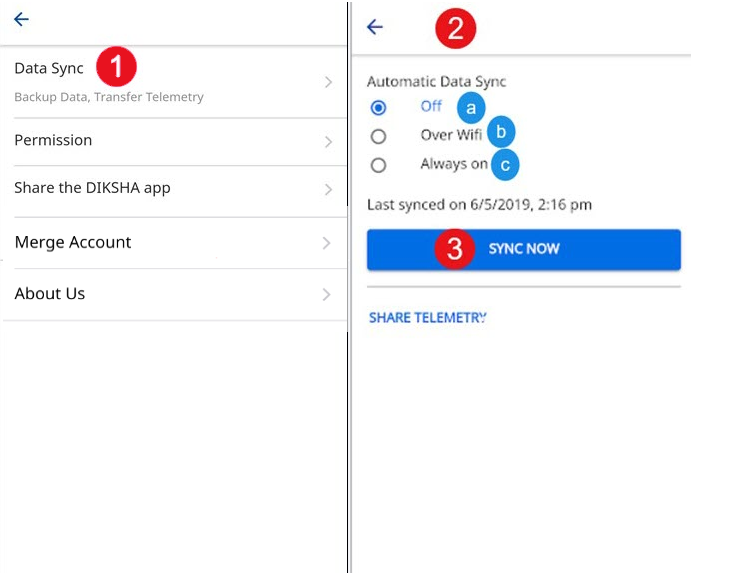 Data Sync 1
Backup Data, Transfer Telemetry
Permission
Share the DIKSHA app
Merge Account
About Us
2
Automatic Data Sync
Off a
Over Wifi b
Always on c
Last synced on 6/5/2019, 2:16 pm
3 SYNC NOW
SHARE TELEMETRY